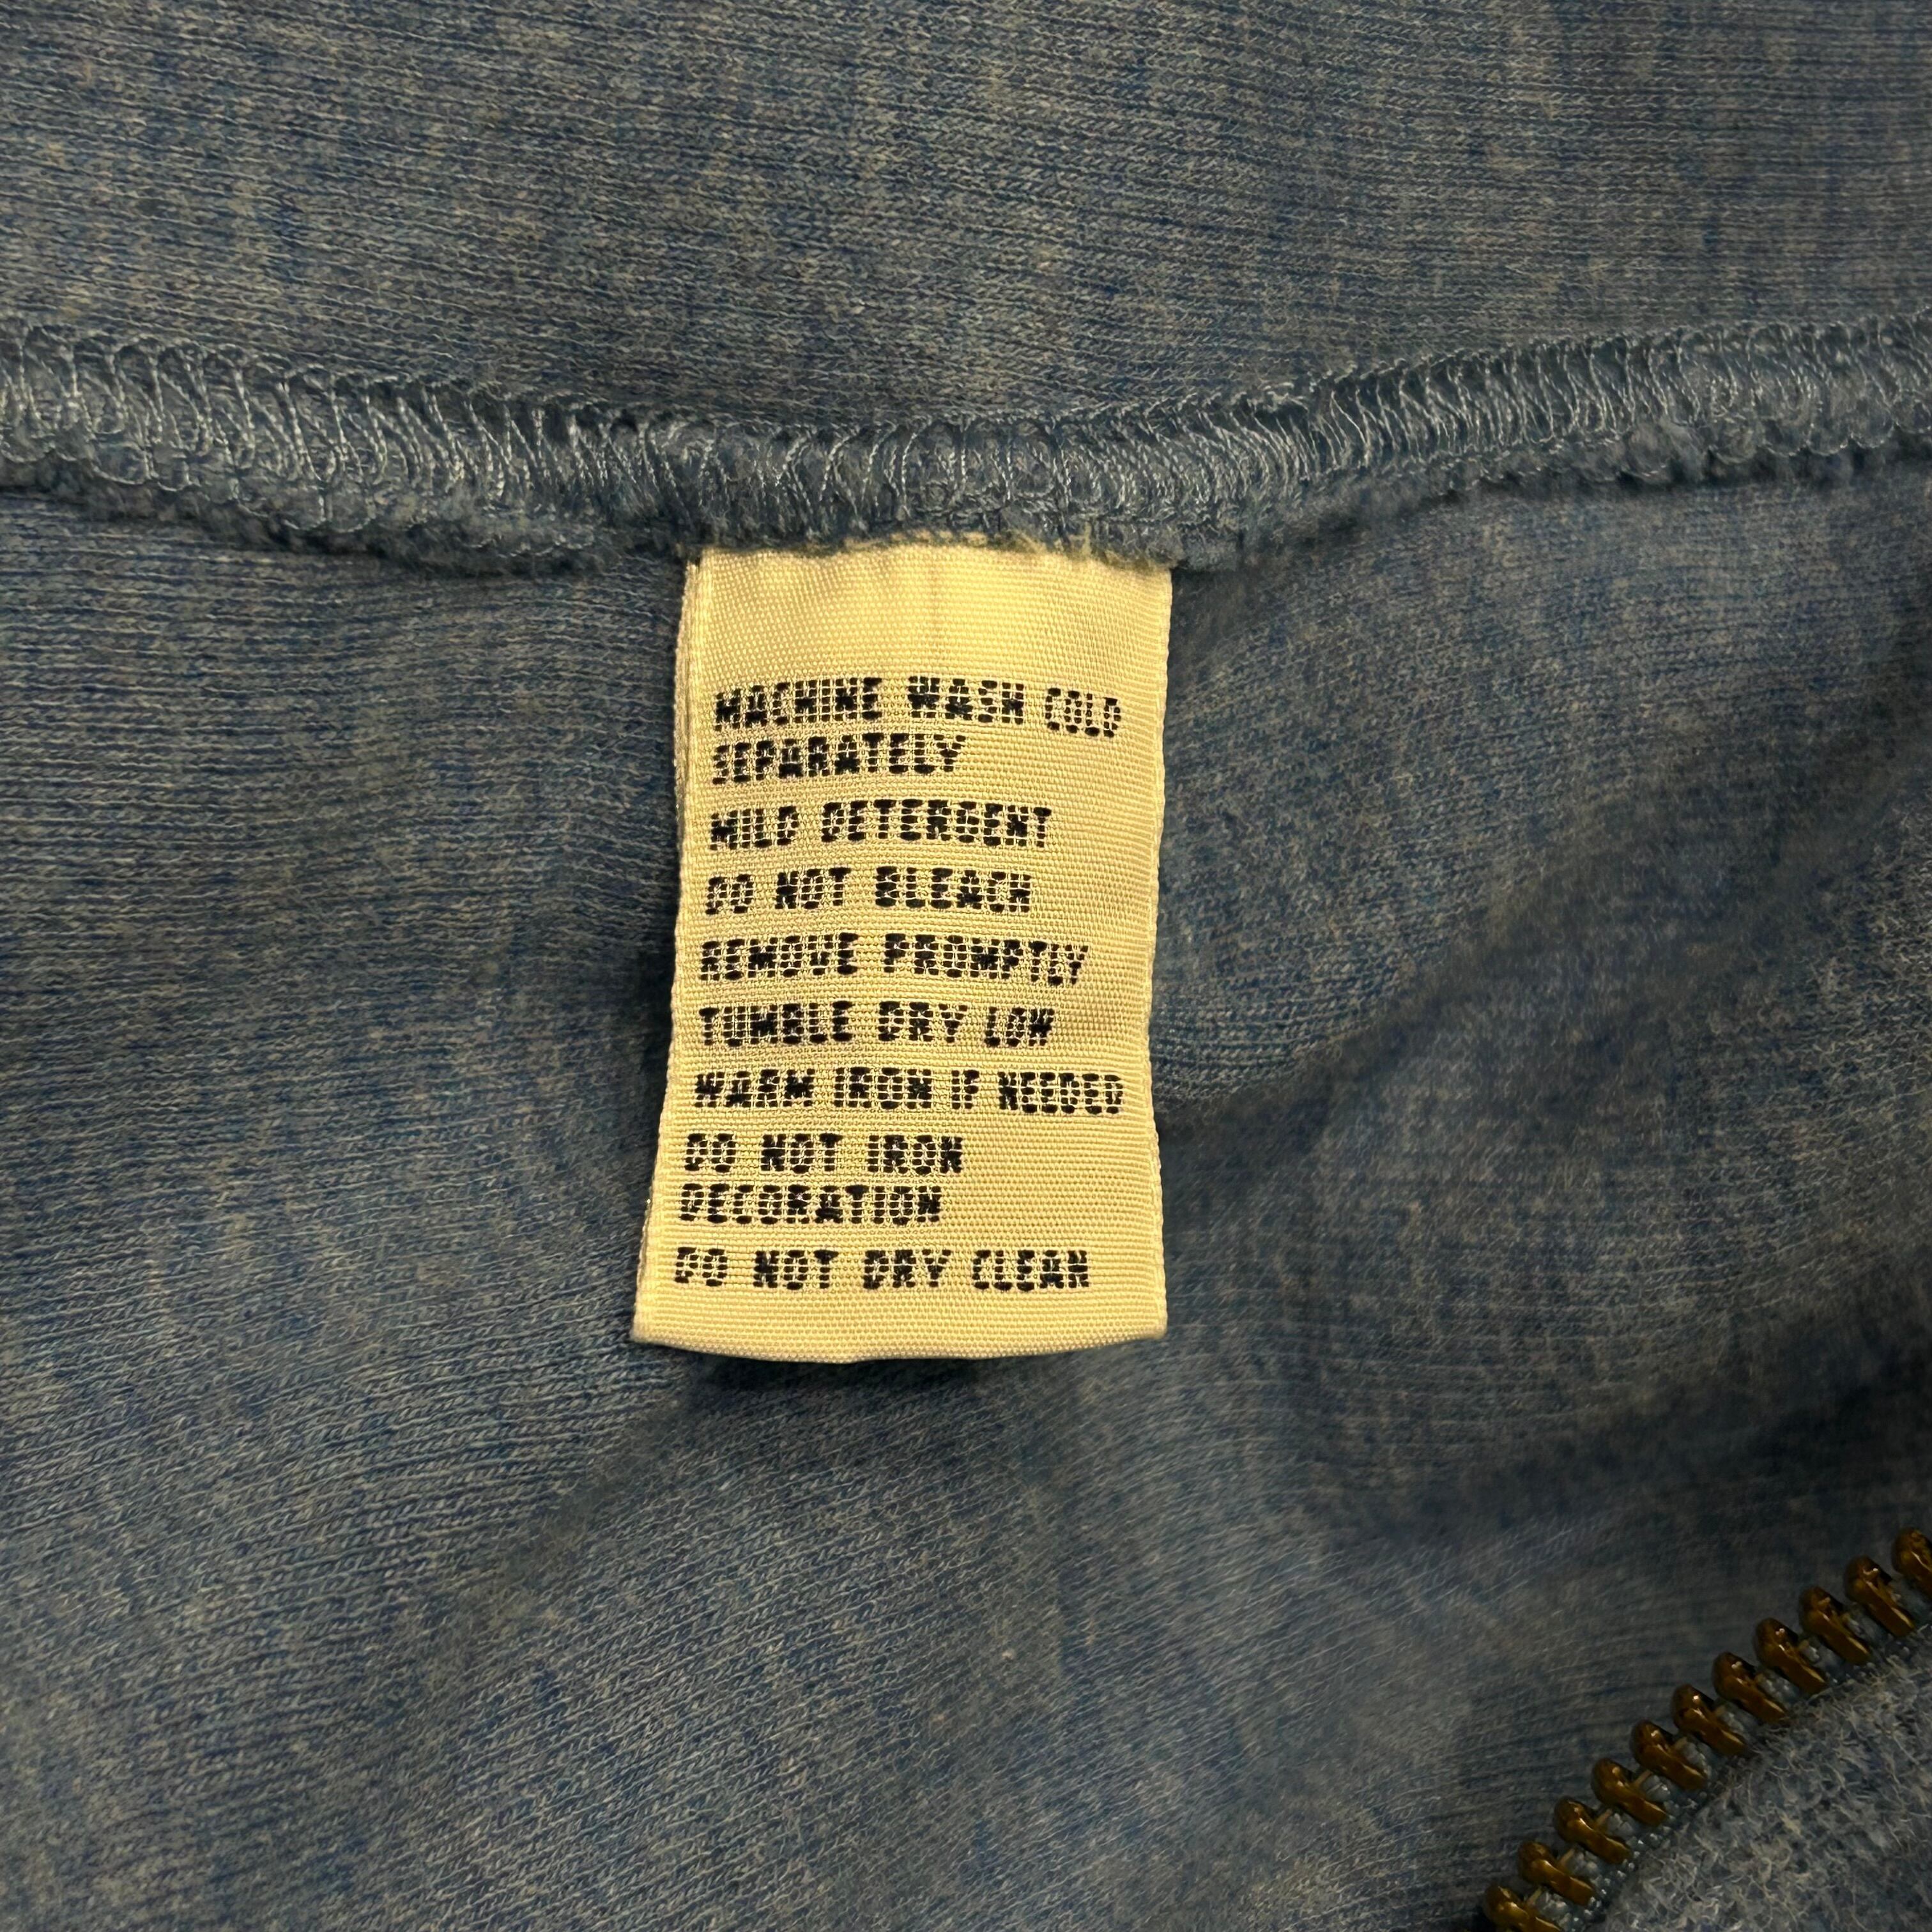 MACHINE WASH COLD
SEPARATELY
MILD DETERGENT
DO NOT BLEACH
REMOVE PROMPTLY
TUMBLE DRY LOW
WARM IRON IF NEEDED
DO NOT IRON
DECORATION
DO NOT DRY CLEAN